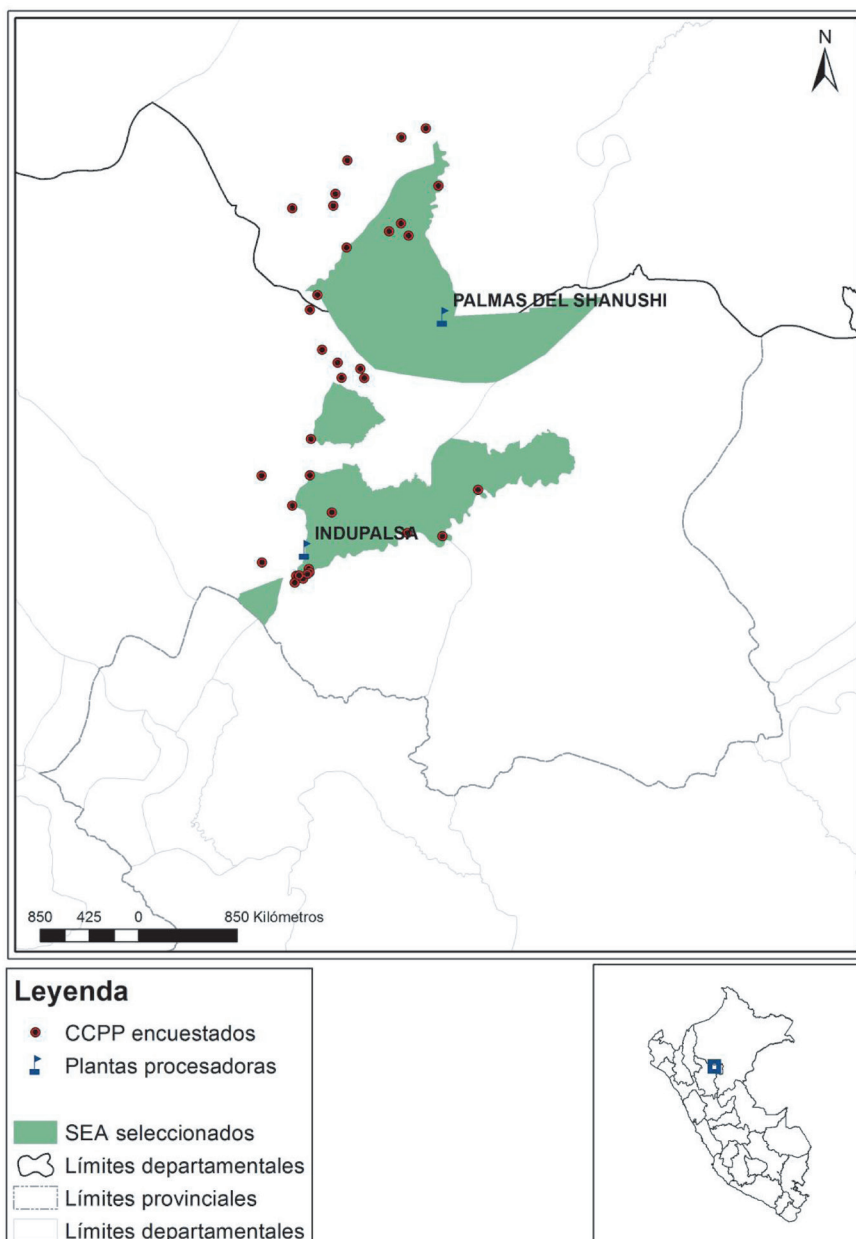 N
PALMAS DEL SHANUSHI
INDUPALSA
850 425 0 850 Kilómetros
Leyenda
CCPP encuestados
Plantas procesadoras
SEA seleccionados
Límites departamentales
Límites provinciales
Límites departamentales